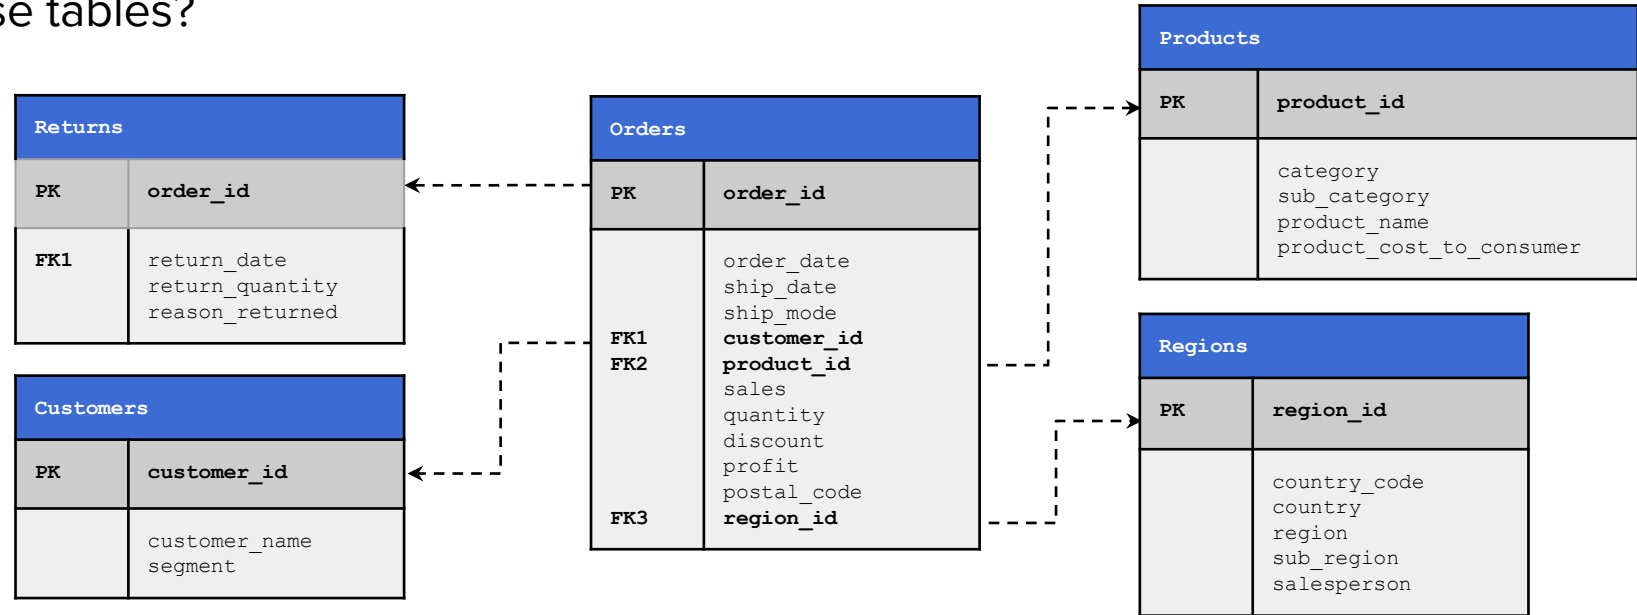 se tables?
Returns
PK order_id
FK1 return_date
return_quantity
reason_returned
Customers
PK customer_id
customer_name
segment
Orders
PK order_id
order_date
ship_date
ship_mode
FK1 customer_id
FK2 product_id
sales
quantity
discount
profit
postal_code
FK3 region_id
Products
PK product_id
category
sub_category
product_name
product_cost_to_consumer
Regions
PK region_id
country_code
country
region
sub_region
salesperson